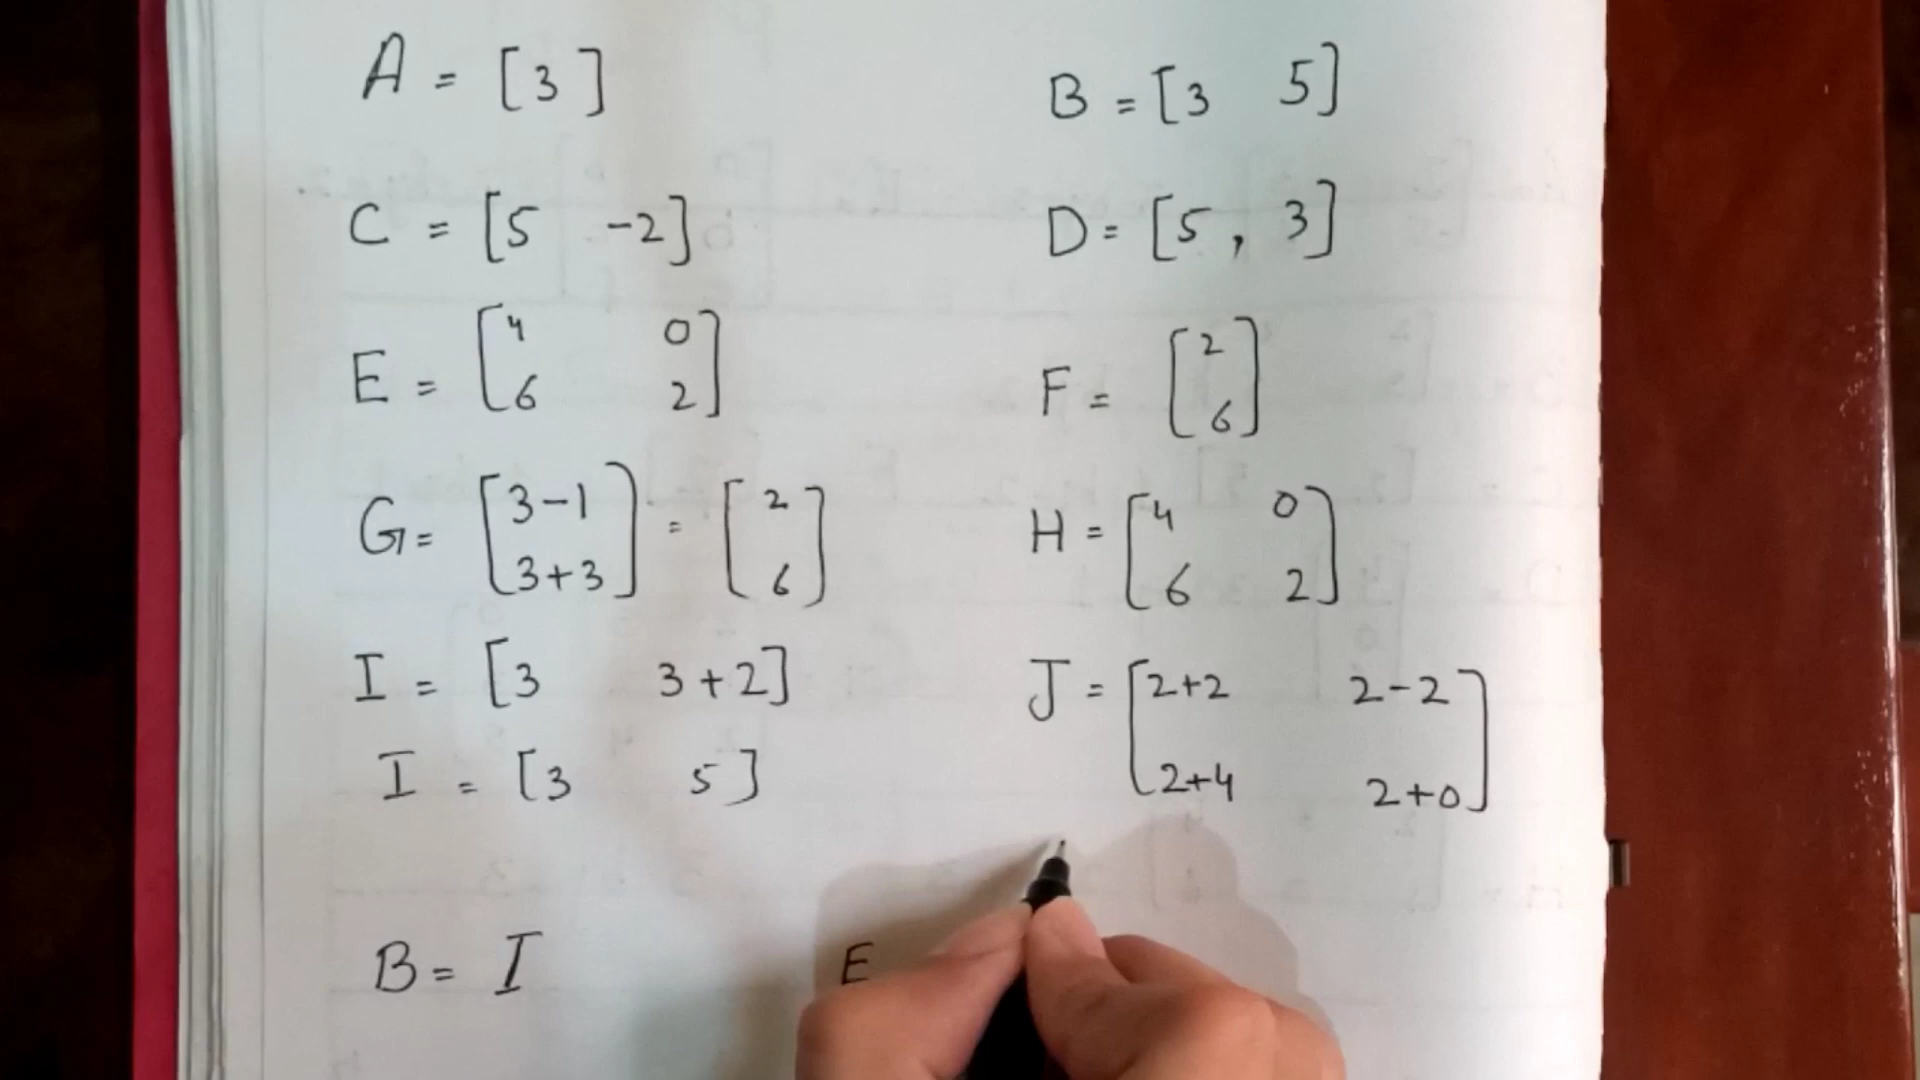 A = [3]
B = [3 5]
C = [5 -2]
D = [5 , 3]
E = [4 0
6 2]
F = [2
6]
G = [3-1
3+3] = [2
6]
H = [4 0
6 2]
I = [3 3+2]
J = [2+2 2-2
2+4 2+0]
I = [3 5]
B = I
E